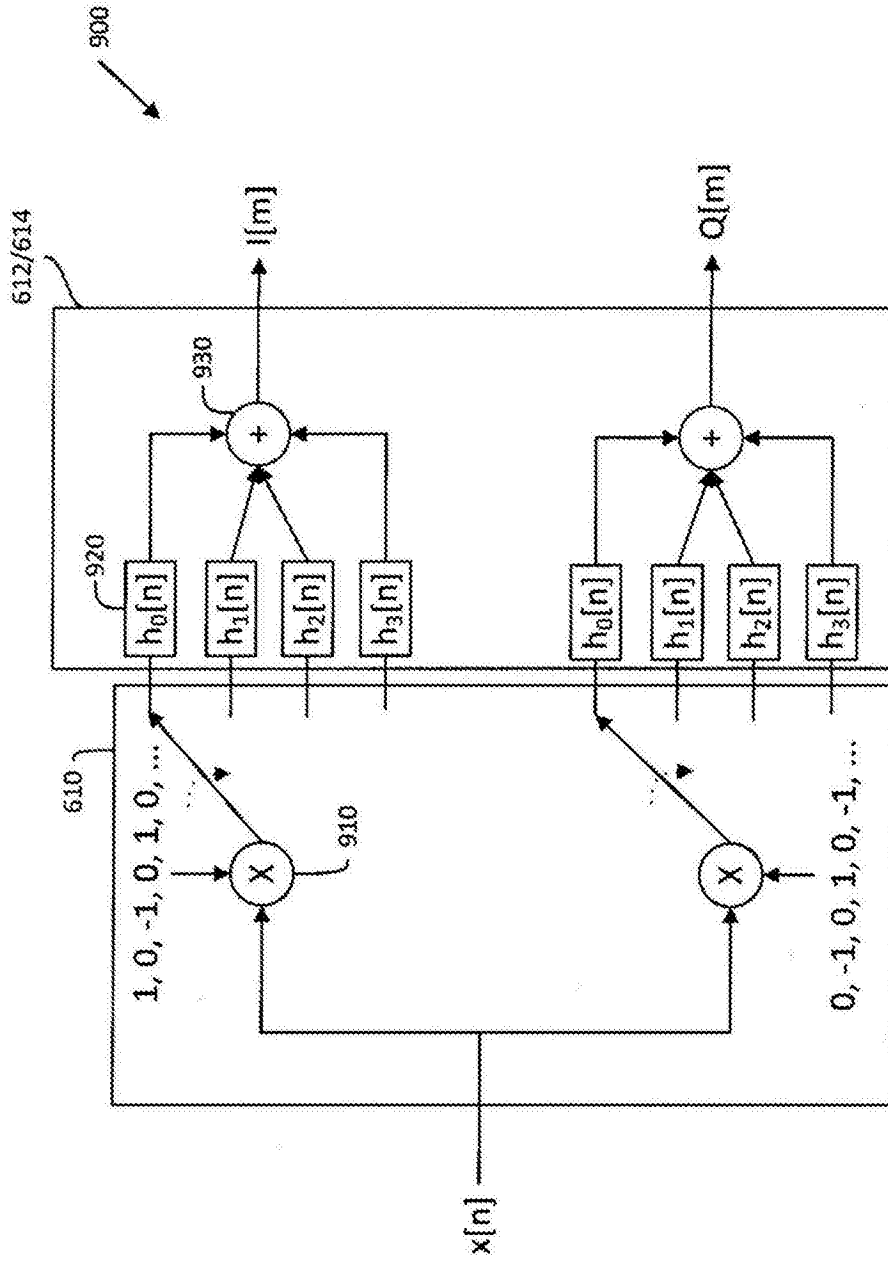 900
612/614
610
1, 0, -1, 0, 1, 0, ...
920
h₀[n]
h₁[n]
h₂[n]
h₃[n]
930
+
I[m]
X
910
x[n]
X
0, -1, 0, 1, 0, -1, ...
h₀[n]
h₁[n]
h₂[n]
h₃[n]
+
Q[m]